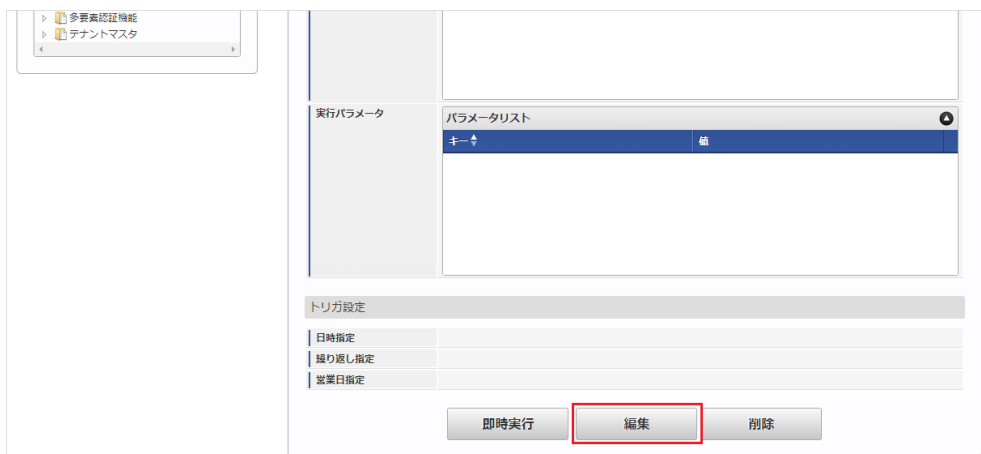 多要素認証機能
テナントマスタ
実行パラメータ
パラメータリスト
キー
値
トリガ設定
日時指定
繰り返し指定
営業日指定
即時実行
編集
削除